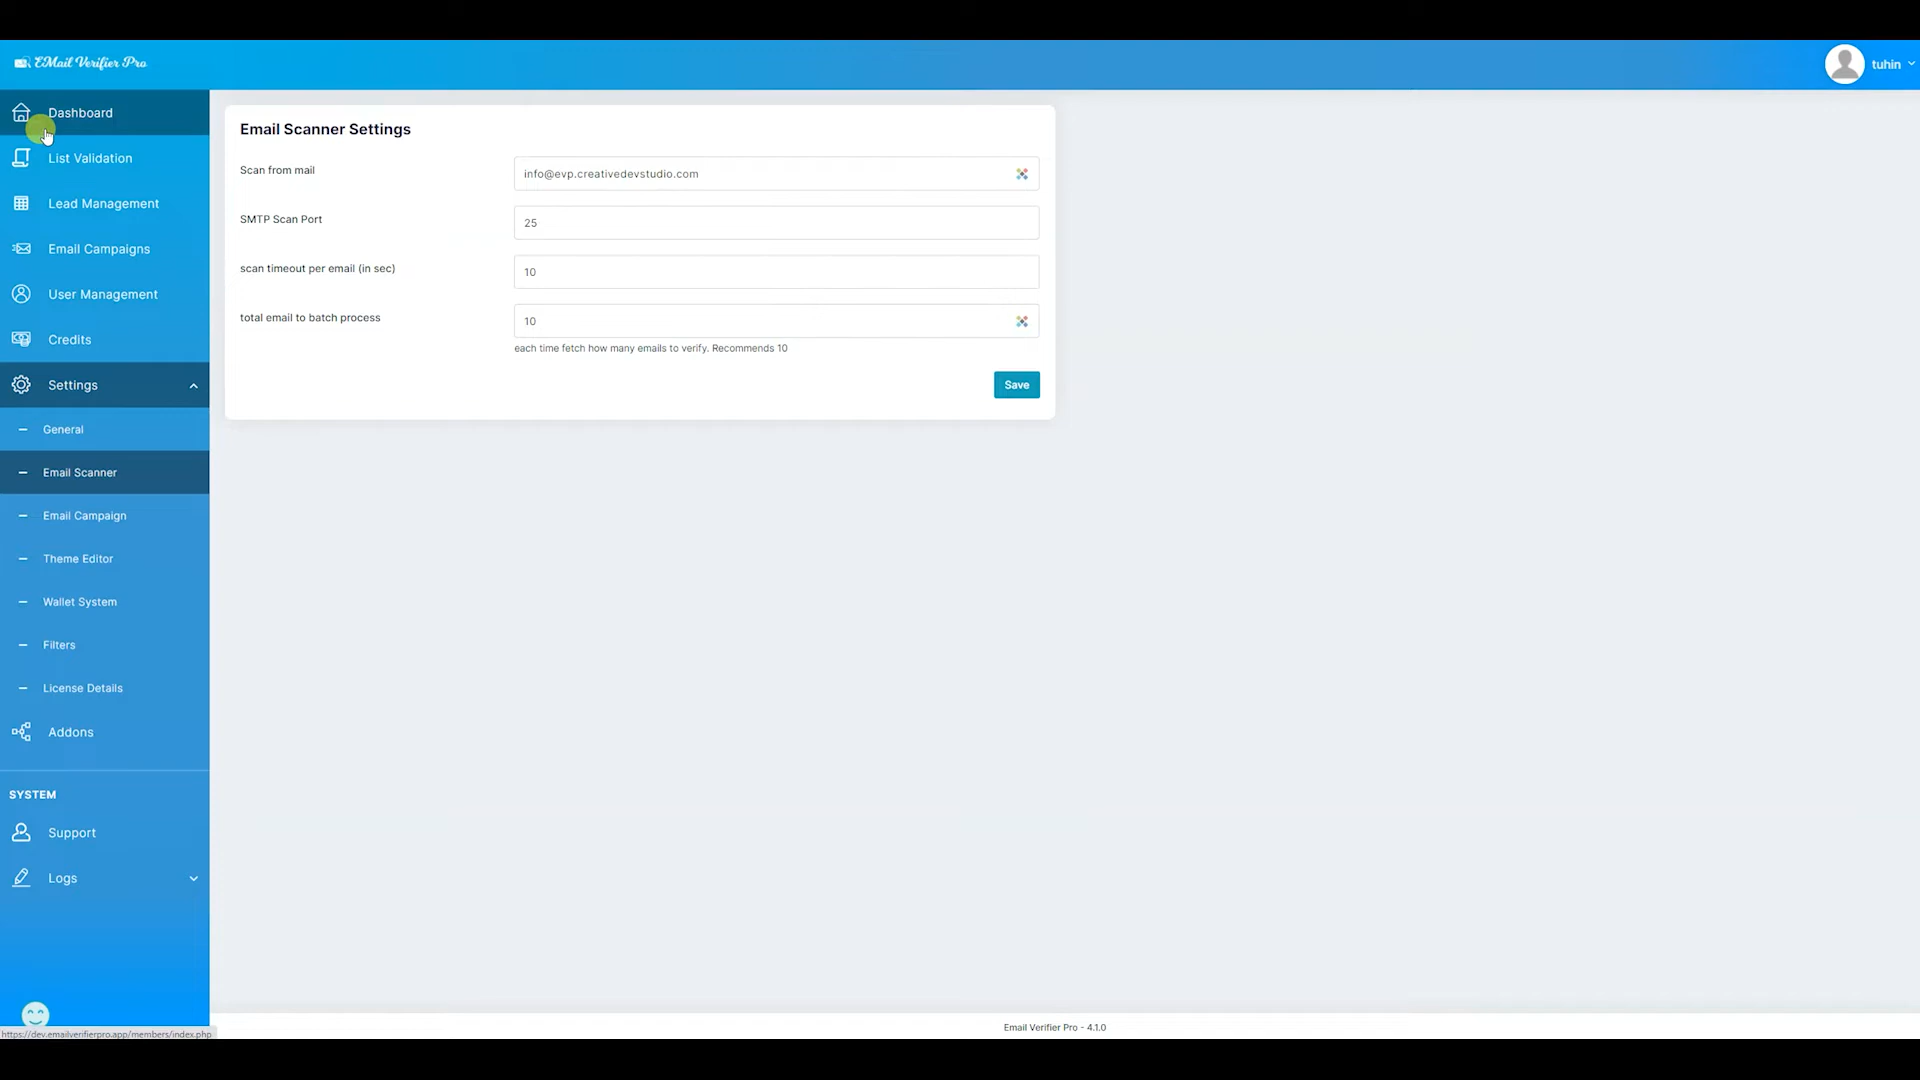 EMail Verifier Pro
tuhin
Dashboard
List Validation
Lead Management
Email Campaigns
User Management
Credits
Settings
General
Email Scanner
Email Campaign
Theme Editor
Wallet System
Filters
License Details
Addons
SYSTEM
Support
Logs
https://dev.emailverifierpro.app/members/index.php
Email Scanner Settings
Scan from mail
info@evp.creativedevstudio.com
SMTP Scan Port
25
scan timeout per email (in sec)
10
total email to batch process
10
each time fetch how many emails to verify. Recommends 10
Save
Email Verifier Pro - 4.1.0